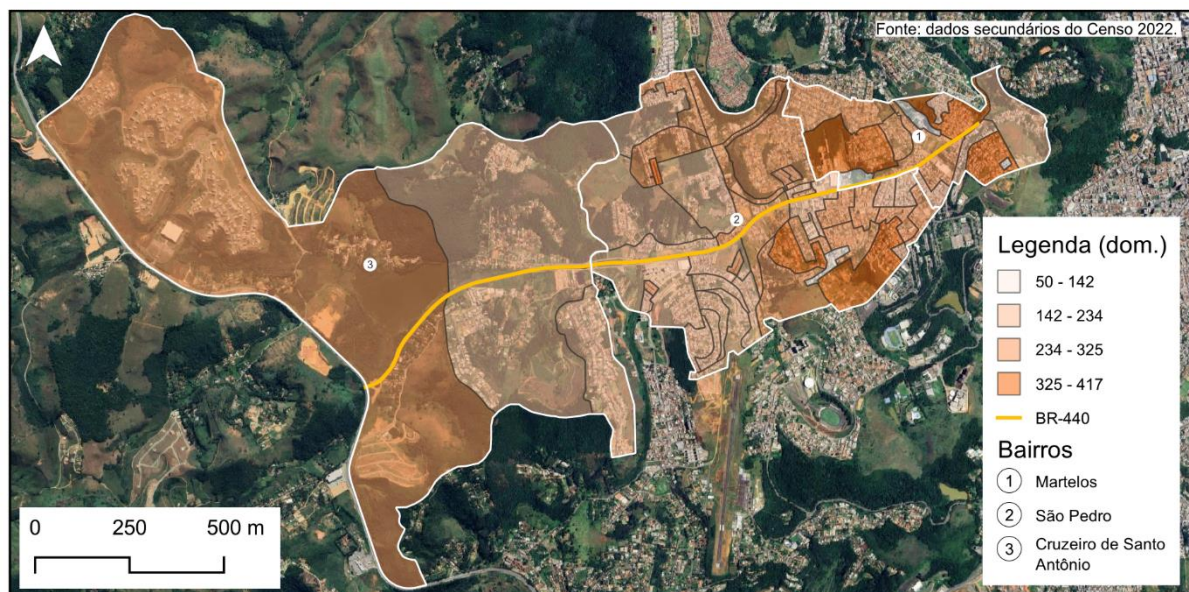 Fonte: dados secundários do Censo 2022.
1
2
3
Legenda (dom.)
50 - 142
142 - 234
234 - 325
325 - 417
BR-440
Bairros
1 Martelos
2 São Pedro
3 Cruzeiro de Santo
Antônio
0 250 500 m